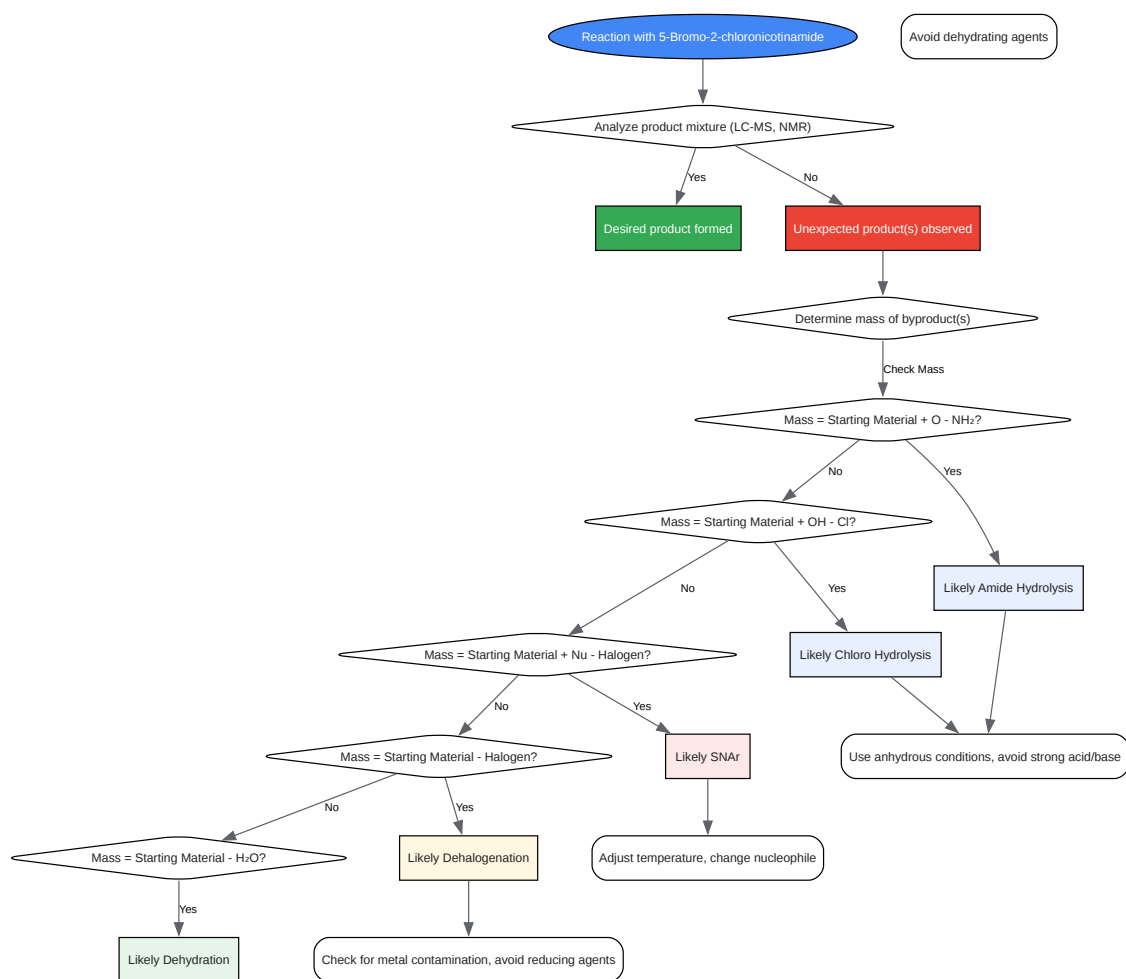 Reaction with 5-Bromo-2-chloronicotinamide
Avoid dehydrating agents
Analyze product mixture (LC-MS, NMR)
Yes
No
Desired product formed
Unexpected product(s) observed
Determine mass of byproduct(s)
Check Mass
Mass = Starting Material + O - NH₂?
No
Yes
Mass = Starting Material + OH - Cl?
No
Yes
Likely Amide Hydrolysis
Likely Chloro Hydrolysis
Mass = Starting Material + Nu - Halogen?
No
Yes
Mass = Starting Material - Halogen?
Likely SNAr
Use anhydrous conditions, avoid strong acid/base
No
Yes
Mass = Starting Material - H₂O?
Likely Dehalogenation
Adjust temperature, change nucleophile
Yes
Likely Dehydration
Check for metal contamination, avoid reducing agents